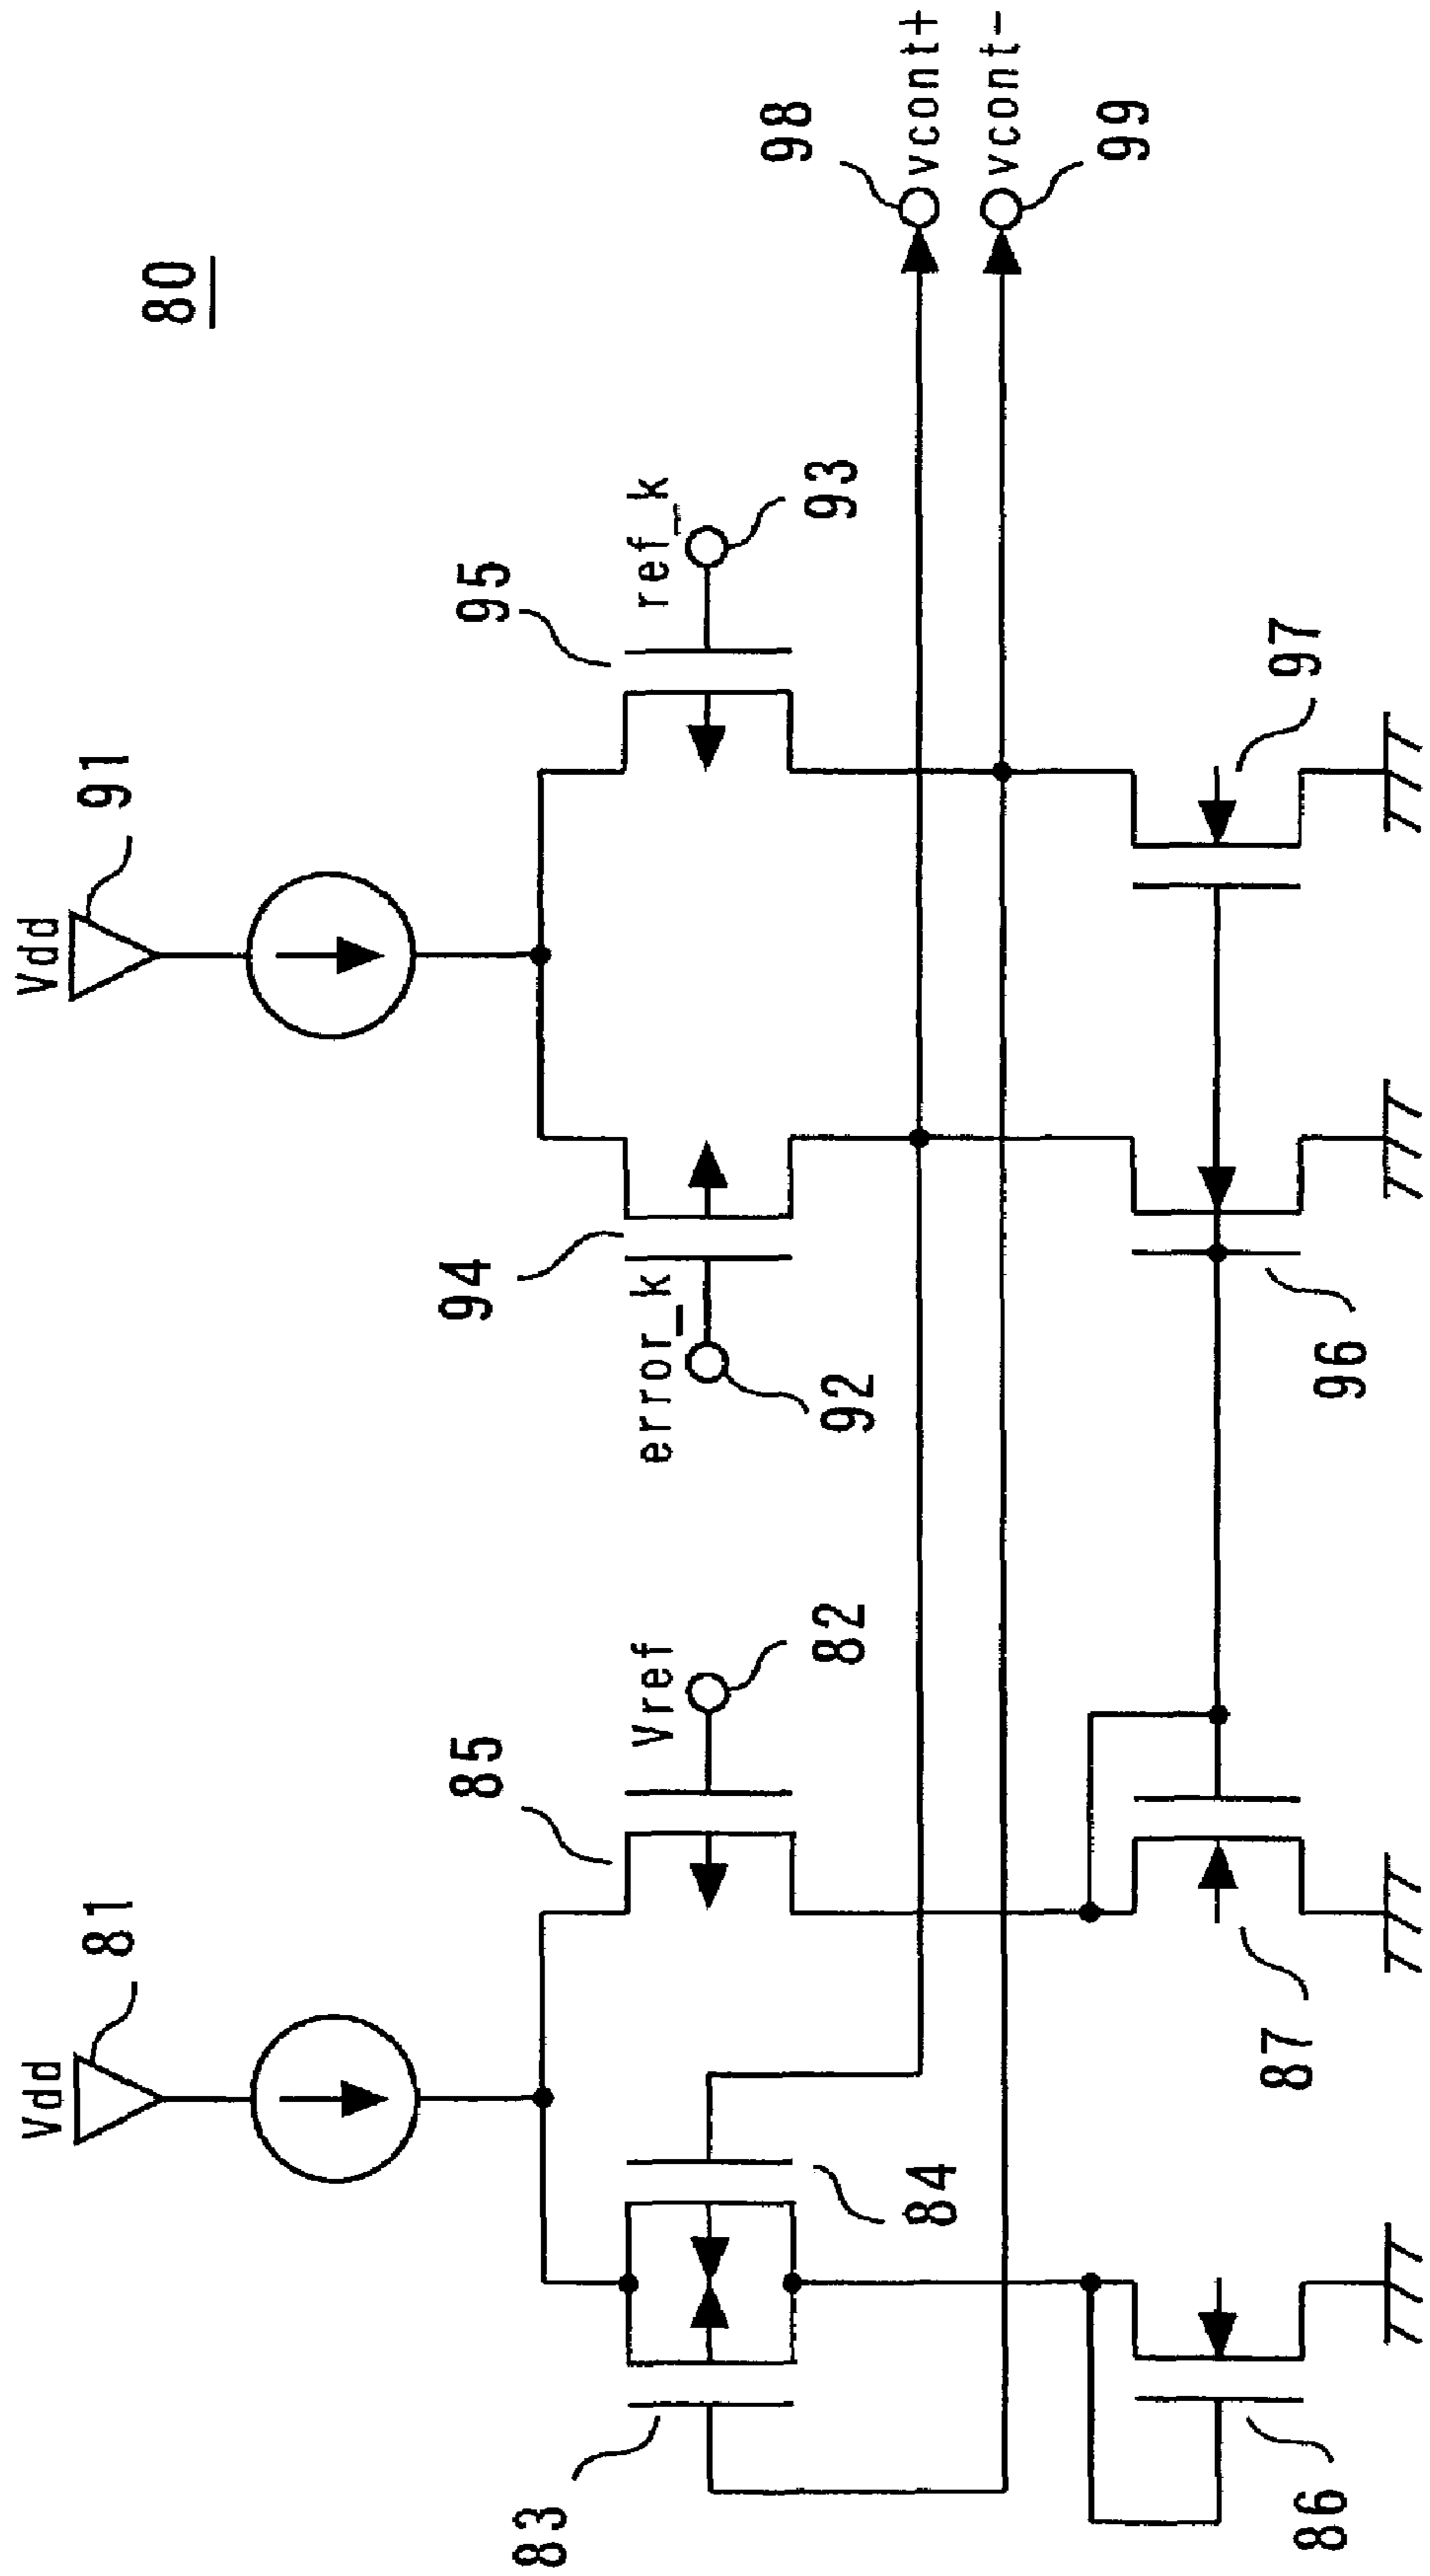 80
Vdd
81
Vdd
91
85
Vref
82
94
error_k
92
95
ref_k
93
98
vcont+
vcont-
99
83
84
86
87
96
97